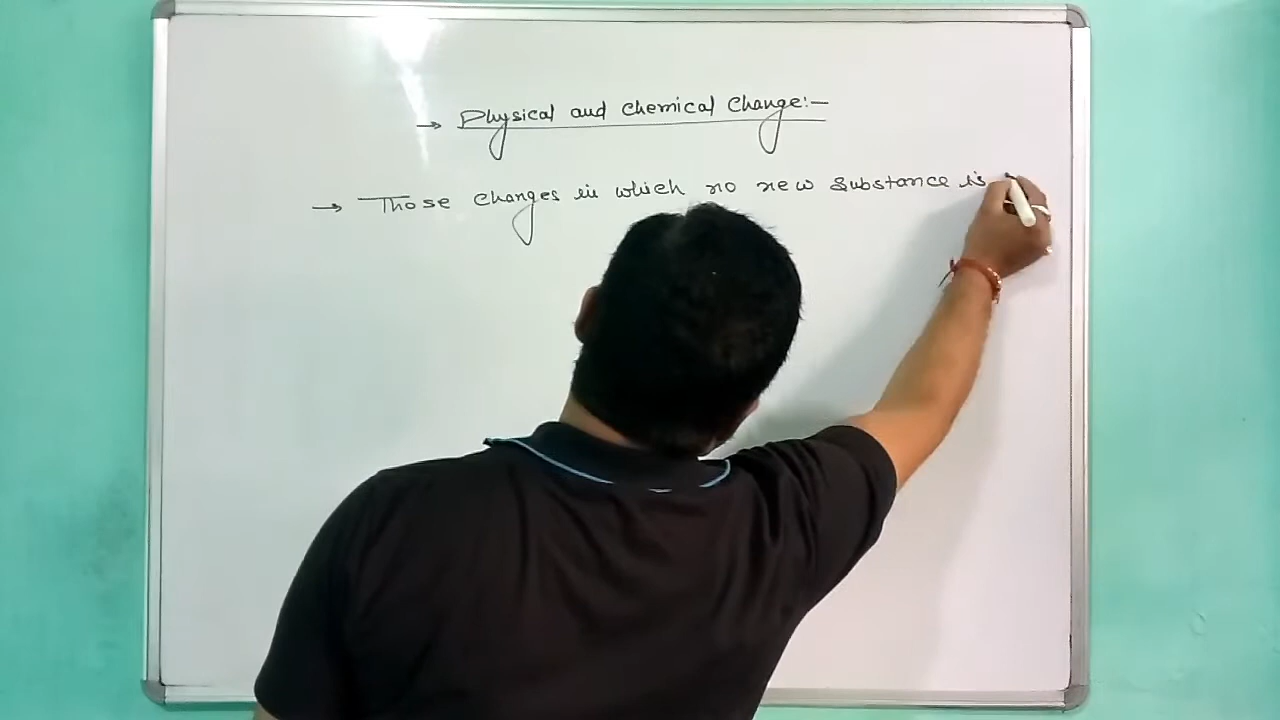 → Physical and Chemical Change:-
→ Those changes in which no new substance is